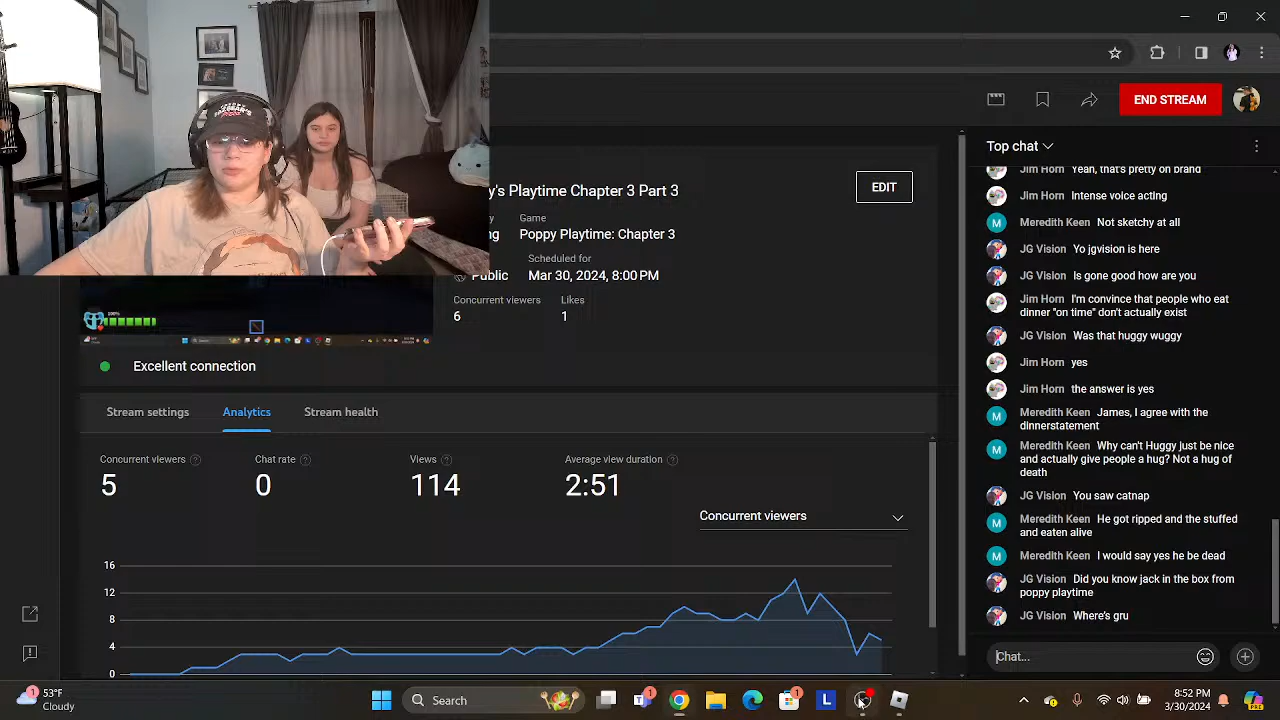 END STREAM
y's Playtime Chapter 3 Part 3
EDIT
Game
Poppy Playtime: Chapter 3
Scheduled for
Public
Mar 30, 2024, 8:00 PM
Concurrent viewers
Likes
6
1
100%
Excellent connection
Stream settings
Analytics
Stream health
Concurrent viewers
Chat rate
Views
Average view duration
5
0
114
2:51
Concurrent viewers
16
12
8
4
0
Top chat
Jim Horn Yeah, that's pretty on brand
Jim Horn Intense voice acting
M Meredith Keen Not sketchy at all
JG Vision Yo jgvision is here
JG Vision Is gone good how are you
Jim Horn I'm convince that people who eat
dinner "on time" don't actually exist
JG Vision Was that huggy wuggy
Jim Horn yes
Jim Horn the answer is yes
M Meredith Keen James, I agree with the
dinnerstatement
M Meredith Keen Why can't Huggy just be nice
and actually give people a hug? Not a hug of
death
JG Vision You saw catnap
M Meredith Keen He got ripped and the stuffed
and eaten alive
M Meredith Keen I would say yes he be dead
JG Vision Did you know jack in the box from
poppy playtime
JG Vision Where's gru
Chat...
1
53°F
Cloudy
Search
1
1
L
8:52 PM
3/30/2024